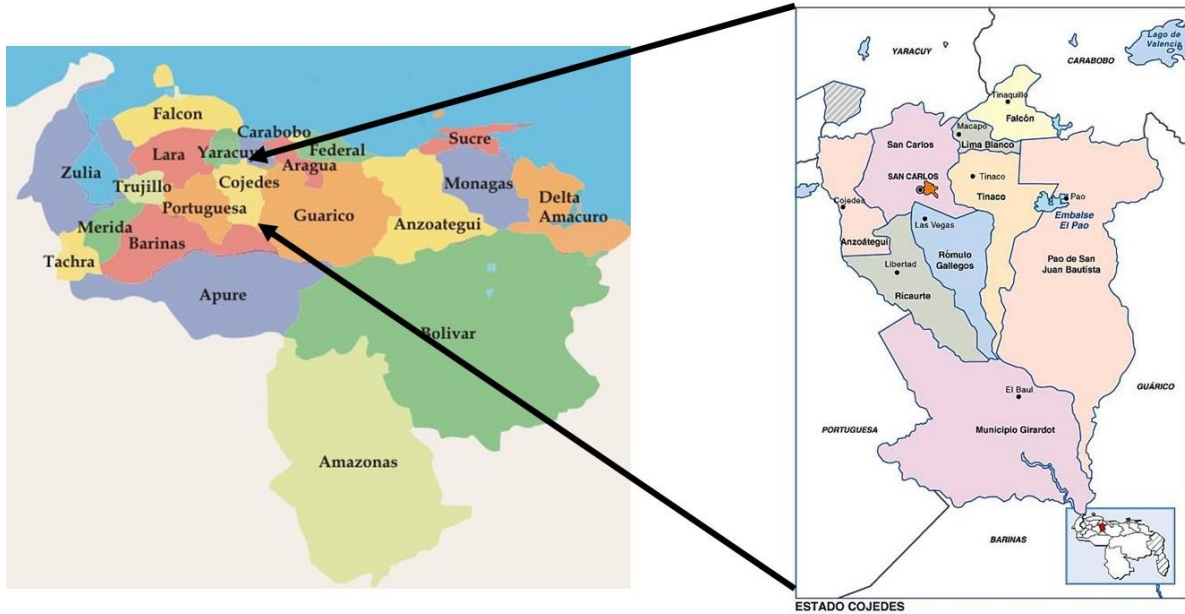 Falcon
Carabobo
Sucre
Zulia
Lara
Yaracuy
Federal
Aragua
Trujillo
Cojedes
Monagas
Delta
Amacuro
Merida
Portuguesa
Guarico
Anzoategui
Tachra
Barinas
Apure
Bolivar
Amazonas
YARACUY
CARABOBO
Lago de
Valencia
Tinaquillo
Falcón
Macapo
Lima Blanco
San Carlos
SAN CARLOS
Tinaco
Tinaco
Cojedes
Pao
Embalse
El Pao
Las Vegas
Anzoátegui
Rómulo
Gallegos
Libertad
Ricaurte
Pao de San
Juan Bautista
El Baul
GUÁRICO
PORTUGUESA
Municipio Girardot
BARINAS
ESTADO COJEDES